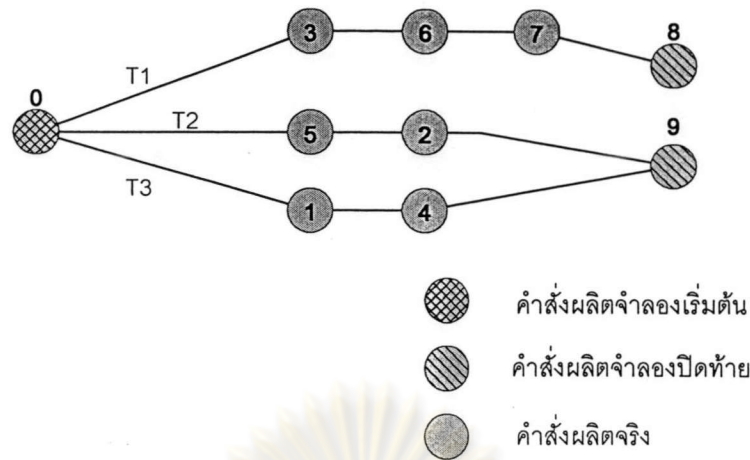 3 6 7 8
T1
0
T2
5 2 9
T3
1 4
คำสั่งผลิตจำลองเริ่มต้น
คำสั่งผลิตจำลองปิดท้าย
คำสั่งผลิตจริง